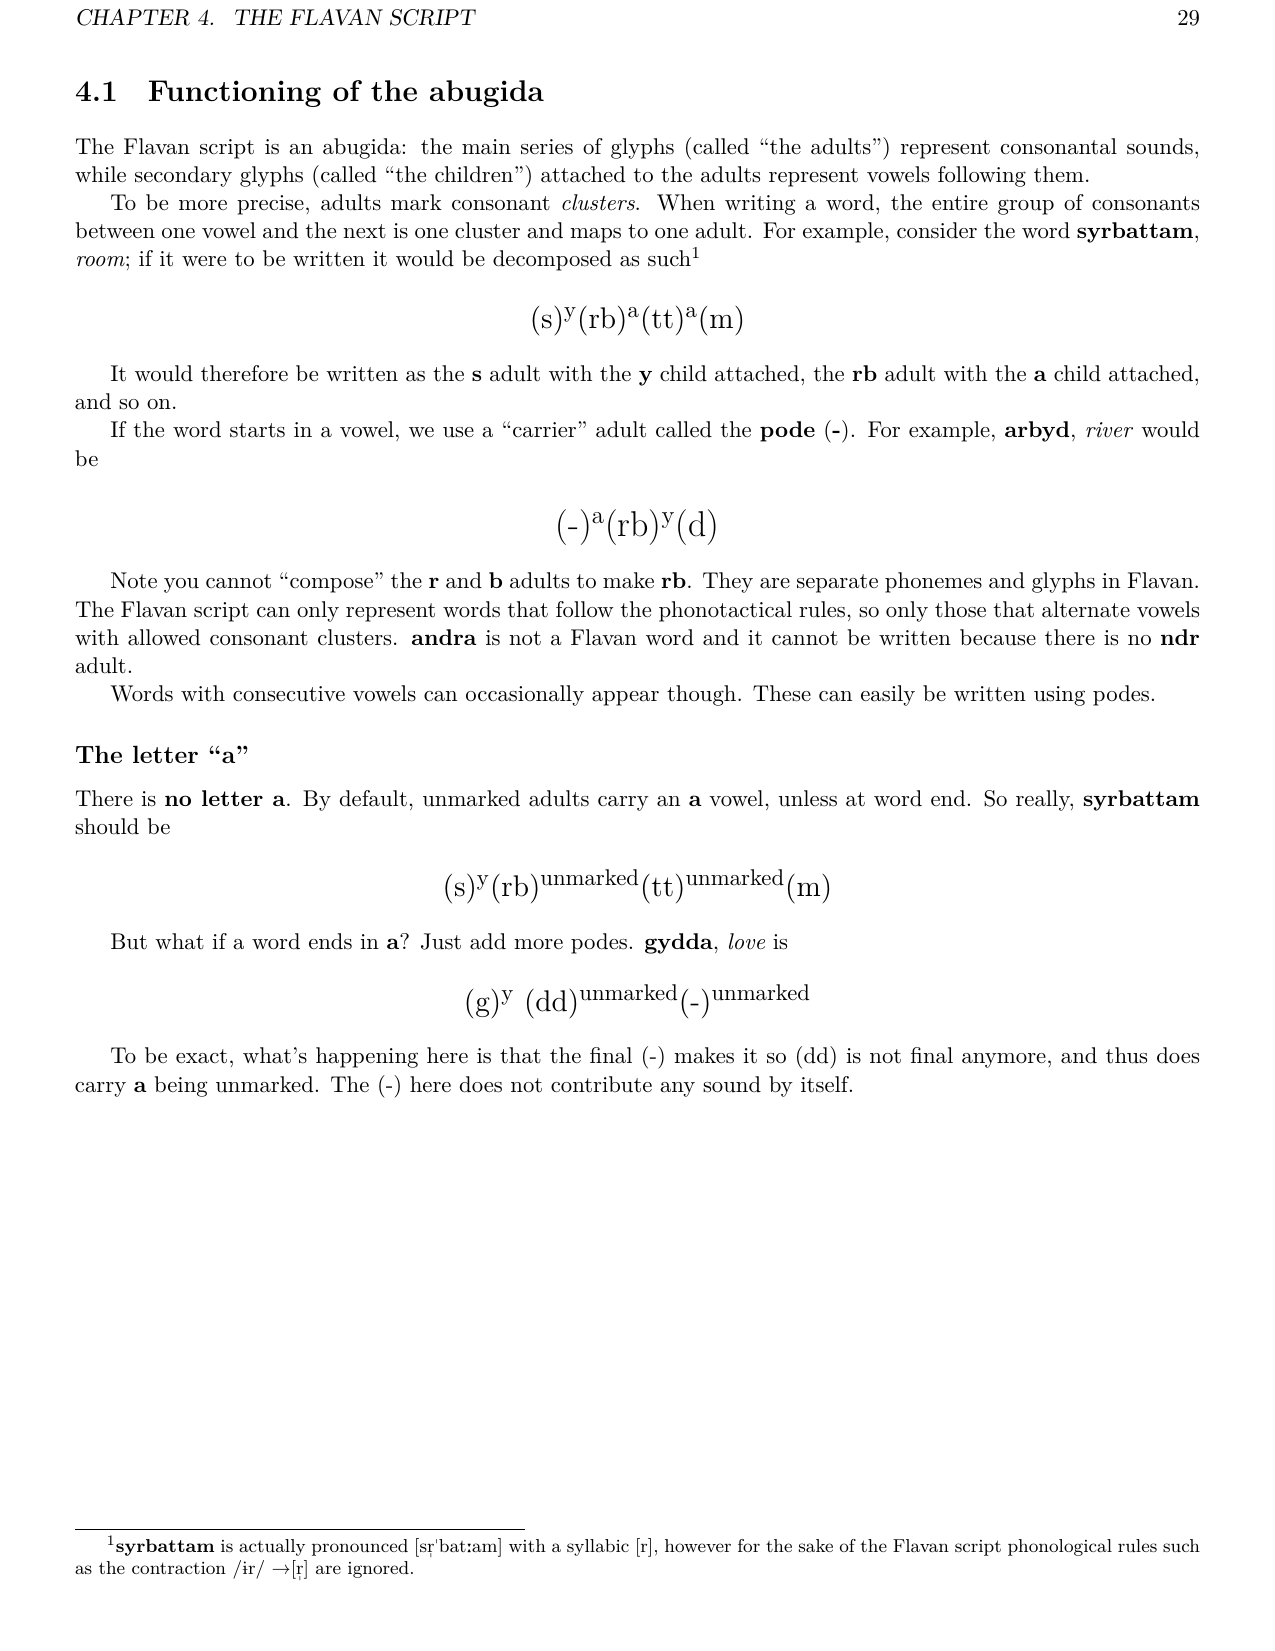 CHAPTER 4. THE FLAVAN SCRIPT 29
4.1 Functioning of the abugida
The Flavan script is an abugida: the main series of glyphs (called “the adults”) represent consonantal sounds,
while secondary glyphs (called “the children”) attached to the adults represent vowels following them.
To be more precise, adults mark consonant clusters. When writing a word, the entire group of consonants
between one vowel and the next is one cluster and maps to one adult. For example, consider the word syrbattam,
room; if it were to be written it would be decomposed as such¹
(s)ʸ(rb)ᵃ(tt)ᵃ(m)
It would therefore be written as the s adult with the y child attached, the rb adult with the a child attached,
and so on.
If the word starts in a vowel, we use a “carrier” adult called the pode (-). For example, arbyd, river would
be
(-)ᵃ(rb)ʸ(d)
Note you cannot “compose” the r and b adults to make rb. They are separate phonemes and glyphs in Flavan.
The Flavan script can only represent words that follow the phonotactical rules, so only those that alternate vowels
with allowed consonant clusters. andra is not a Flavan word and it cannot be written because there is no ndr
adult.
Words with consecutive vowels can occasionally appear though. These can easily be written using podes.
The letter “a”
There is no letter a. By default, unmarked adults carry an a vowel, unless at word end. So really, syrbattam
should be
(s)ʸ(rb)ᵘⁿᵐᵃʳᵏᵉᵈ(tt)ᵘⁿᵐᵃʳᵏᵉᵈ(m)
But what if a word ends in a? Just add more podes. gydda, love is
(g)ʸ (dd)ᵘⁿᵐᵃʳᵏᵉᵈ(-)ᵘⁿᵐᵃʳᵏᵉᵈ
To be exact, what’s happening here is that the final (-) makes it so (dd) is not final anymore, and thus does
carry a being unmarked. The (-) here does not contribute any sound by itself.
¹syrbattam is actually pronounced [sr̩ˈbatːam] with a syllabic [r], however for the sake of the Flavan script phonological rules such
as the contraction /ɨr/ →[r̩] are ignored.